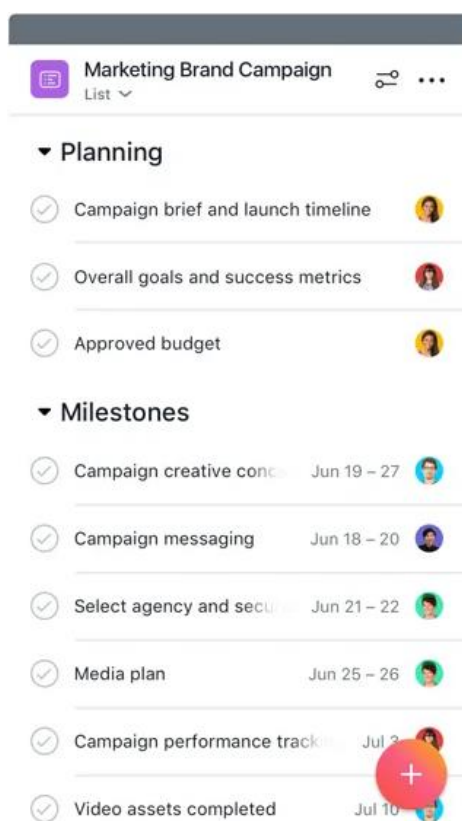 Marketing Brand Campaign
List
Planning
Campaign brief and launch timeline
Overall goals and success metrics
Approved budget
Milestones
Campaign creative conc Jun 19 – 27
Campaign messaging Jun 18 – 20
Select agency and secu Jun 21 – 22
Media plan Jun 25 – 26
Campaign performance track Jul 3
Video assets completed Jul 10